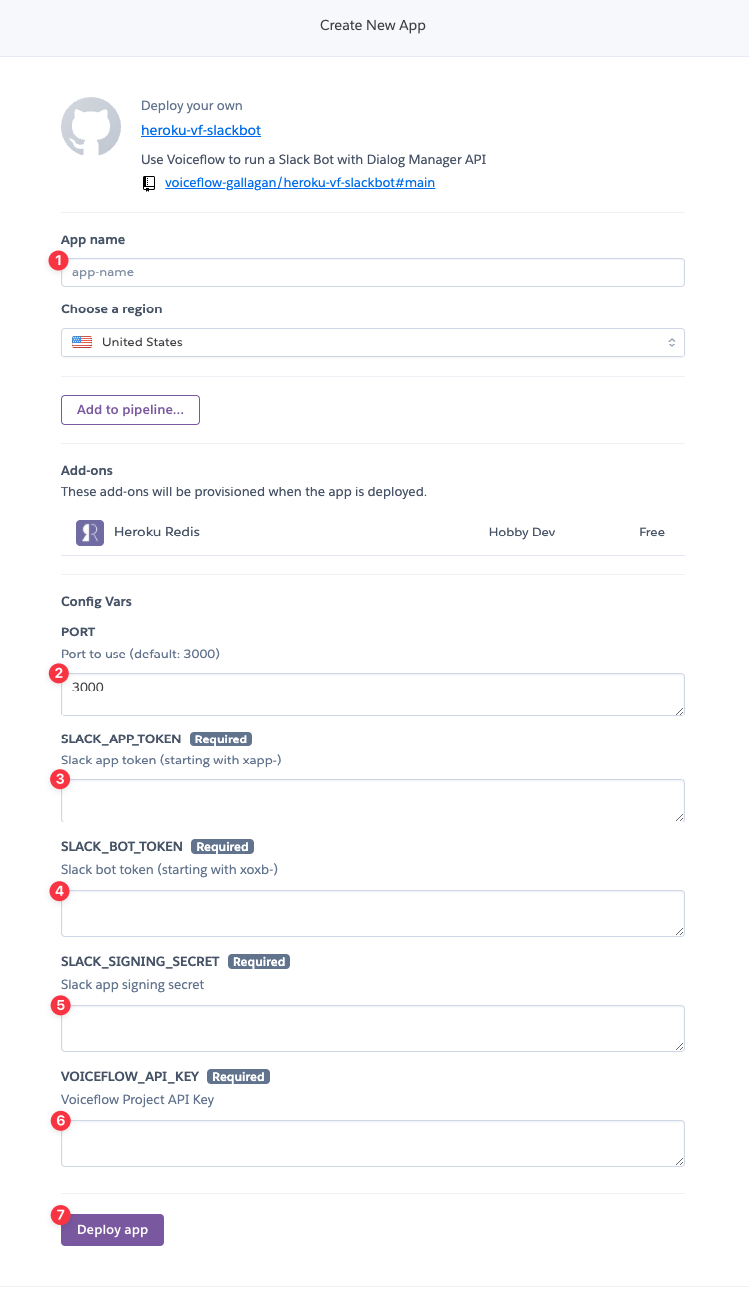 Create New App
Deploy your own
heroku-vf-slackbot
Use Voiceflow to run a Slack Bot with Dialog Manager API
voiceflow-gallagan/heroku-vf-slackbot#main
App name
1
app-name
Choose a region
United States
Add to pipeline...
Add-ons
These add-ons will be provisioned when the app is deployed.
Heroku Redis Hobby Dev Free
Config Vars
PORT
Port to use (default: 3000)
2
3000
SLACK_APP_TOKEN Required
Slack app token (starting with xapp-)
3
SLACK_BOT_TOKEN Required
Slack bot token (starting with xoxb-)
4
SLACK_SIGNING_SECRET Required
Slack app signing secret
5
VOICEFLOW_API_KEY Required
Voiceflow Project API Key
6
7
Deploy app